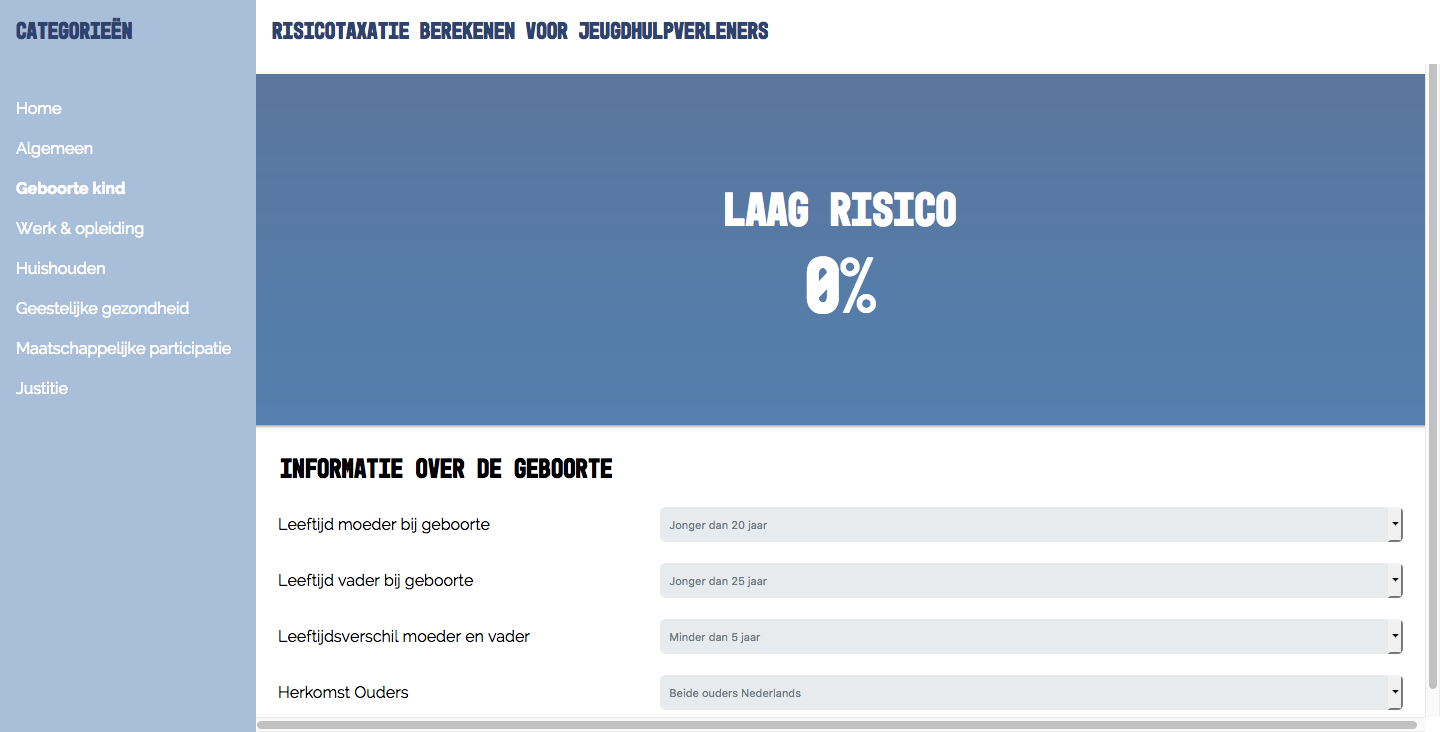 CATEGORIEËN
Home
Algemeen
Geboorte kind
Werk & opleiding
Huishouden
Geestelijke gezondheid
Maatschappelijke participatie
Justitie
RISICOTAXATIE BEREKENEN VOOR JEUGDHULPVERLENERS
LAAG RISICO
0%
INFORMATIE OVER DE GEBOORTE
Leeftijd moeder bij geboorte Jonger dan 20 jaar
Leeftijd vader bij geboorte Jonger dan 25 jaar
Leeftijdsverschil moeder en vader Minder dan 5 jaar
Herkomst Ouders Beide ouders Nederlands